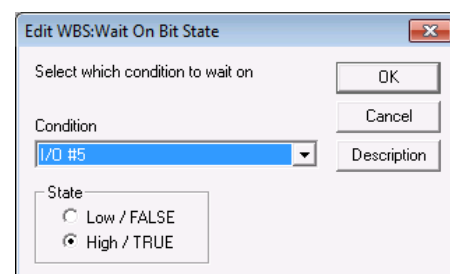 Edit WBS:Wait On Bit State
Select which condition to wait on
OK
Cancel
Condition
I/O #5
Description
State
Low / FALSE
High / TRUE